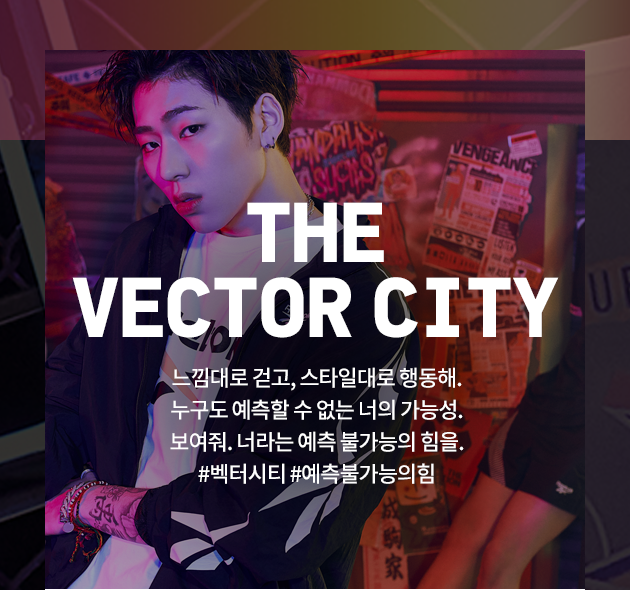 THE
VECTOR CITY
느낌대로 걷고, 스타일대로 행동해.
누구도 예측할 수 없는 너의 가능성.
보여줘. 너라는 예측 불가능의 힘을.
#벡터시티 #예측불가능의힘
VENGEANCE